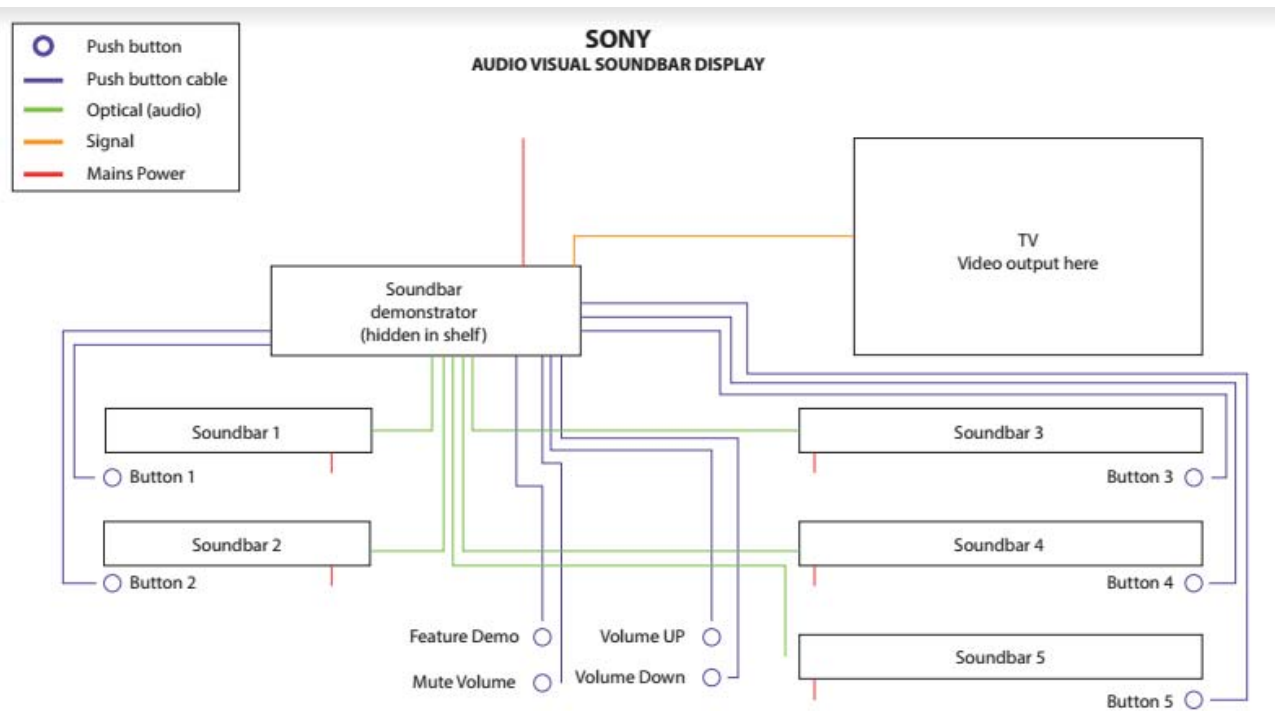 SONY
AUDIO VISUAL SOUNDBAR DISPLAY
Push button
Push button cable
Optical (audio)
Signal
Mains Power
TV
Video output here
Soundbar
demonstrator
(hidden in shelf)
Soundbar 1
Button 1
Soundbar 2
Button 2
Soundbar 3
Button 3
Soundbar 4
Button 4
Soundbar 5
Button 5
Feature Demo
Volume UP
Mute Volume
Volume Down